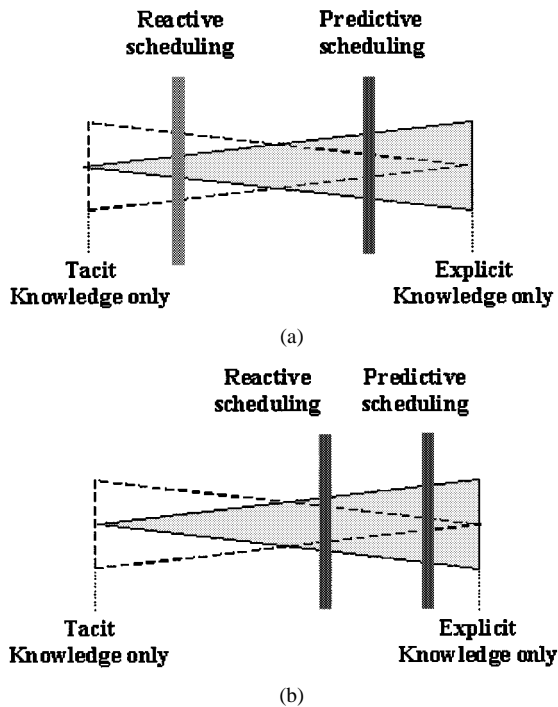 Reactive
scheduling
Predictive
scheduling
Tacit
Knowledge only
Explicit
Knowledge only
(a)
Reactive
scheduling
Predictive
scheduling
Tacit
Knowledge only
Explicit
Knowledge only
(b)